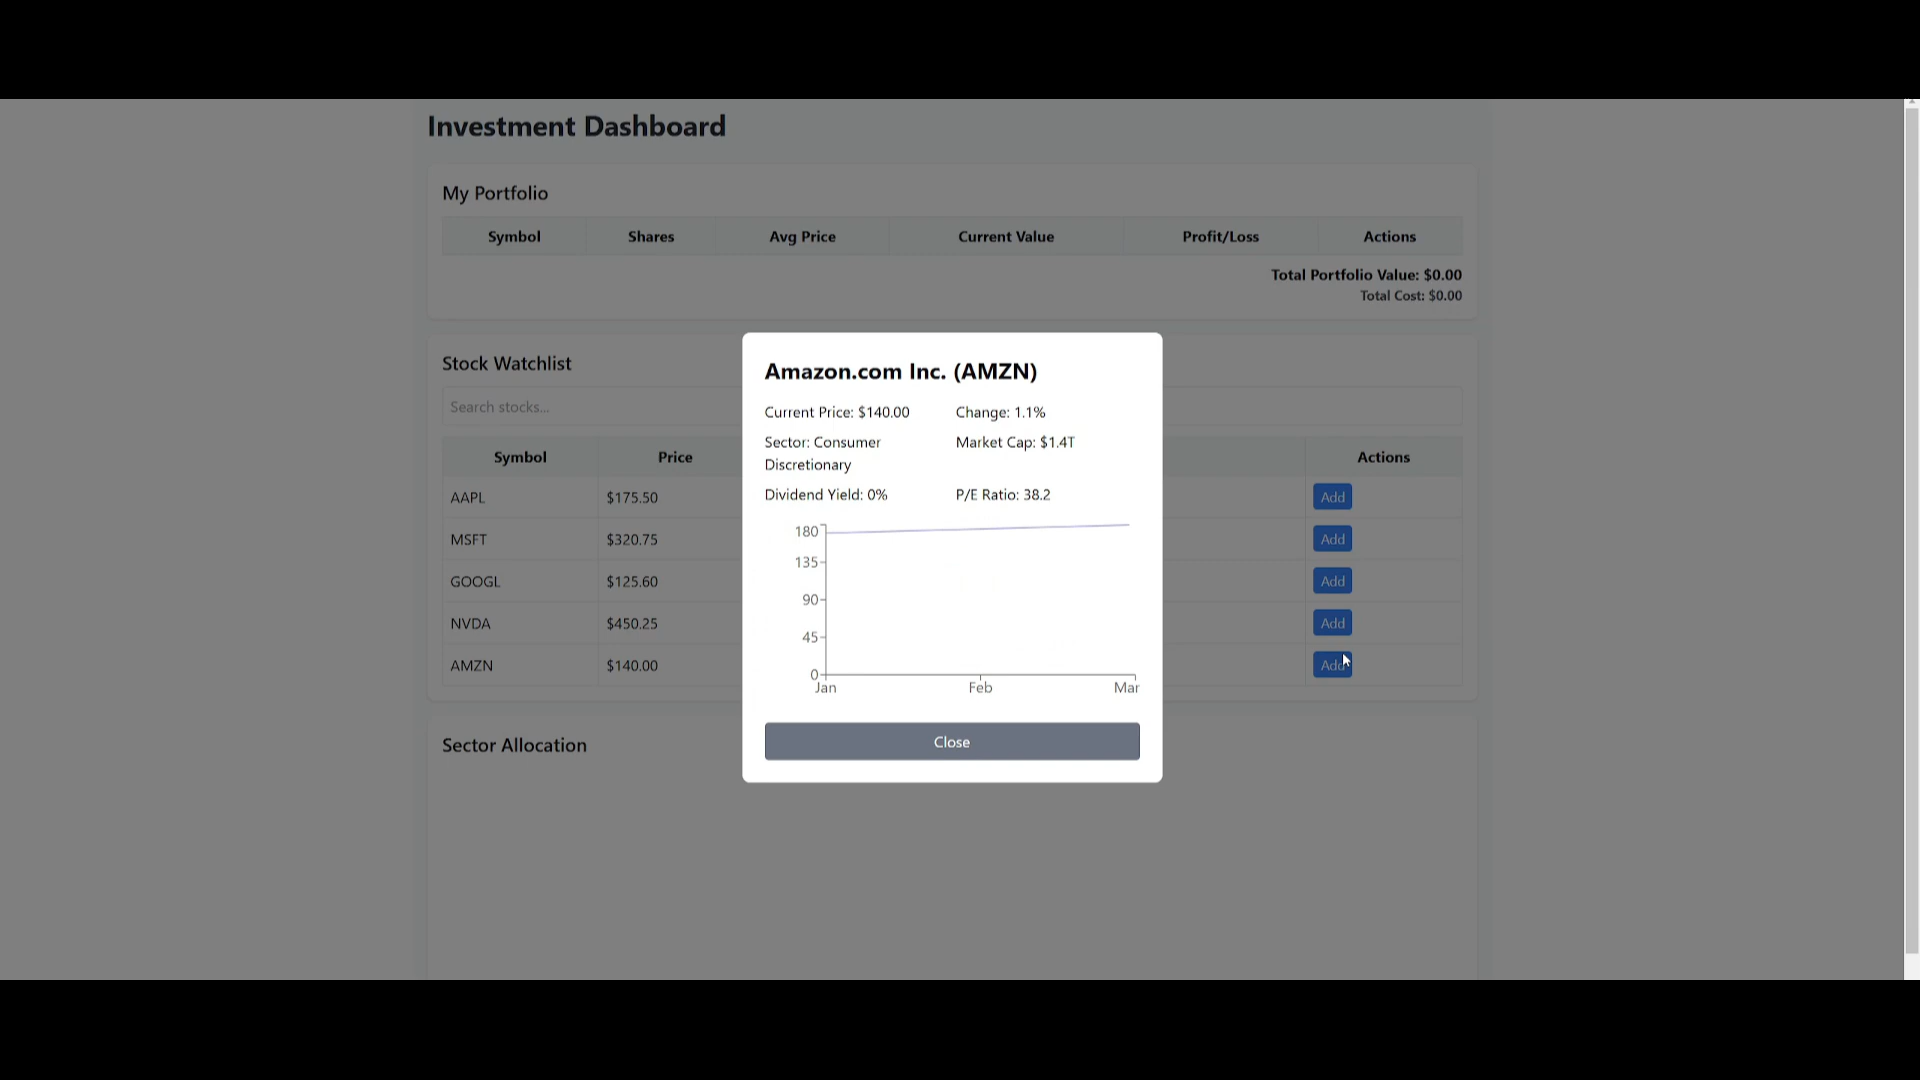 Investment Dashboard
My Portfolio
Symbol Shares Avg Price Current Value Profit/Loss Actions
Total Portfolio Value: $0.00
Total Cost: $0.00
Stock Watchlist
Search stocks...
Symbol Price Actions
AAPL $175.50 Add
MSFT $320.75 Add
GOOGL $125.60 Add
NVDA $450.25 Add
AMZN $140.00 Add
Sector Allocation
Amazon.com Inc. (AMZN)
Current Price: $140.00 Change: 1.1%
Sector: Consumer Market Cap: $1.4T
Discretionary
Dividend Yield: 0% P/E Ratio: 38.2
180
135
90
45
0
Jan Feb Mar
Close